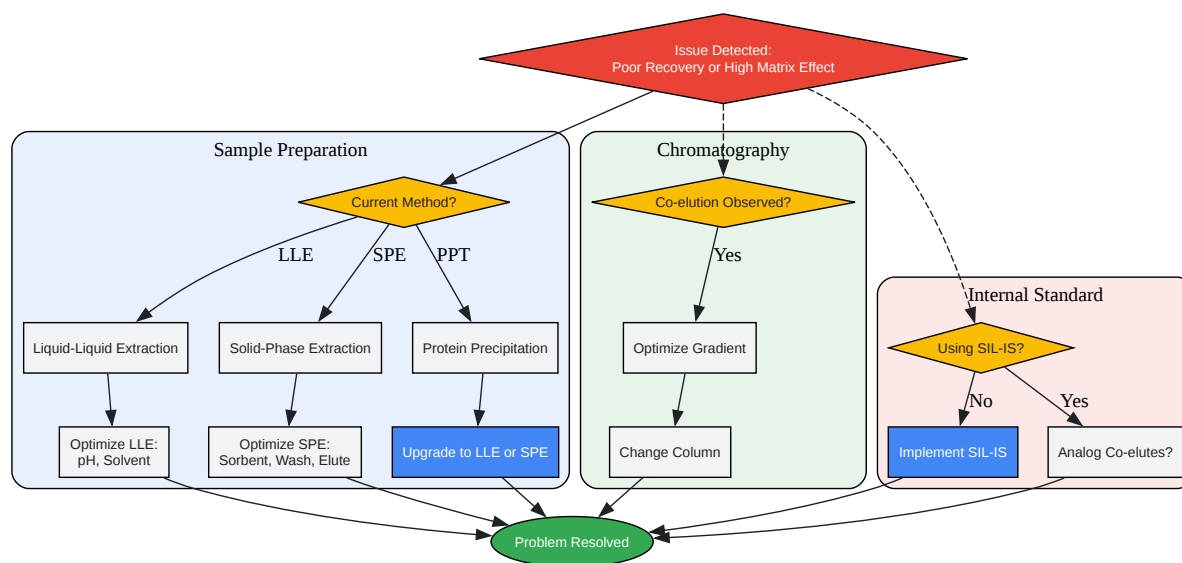 Issue Detected:
Poor Recovery or High Matrix Effect
Sample Preparation
Chromatography
Current Method?
Co-elution Observed?
LLE
SPE
PPT
Yes
Internal Standard
Liquid-Liquid Extraction
Solid-Phase Extraction
Protein Precipitation
Optimize Gradient
Using SIL-IS?
No
Yes
Optimize LLE:
pH, Solvent
Optimize SPE:
Sorbent, Wash, Elute
Upgrade to LLE or SPE
Change Column
Implement SIL-IS
Analog Co-elutes?
Problem Resolved